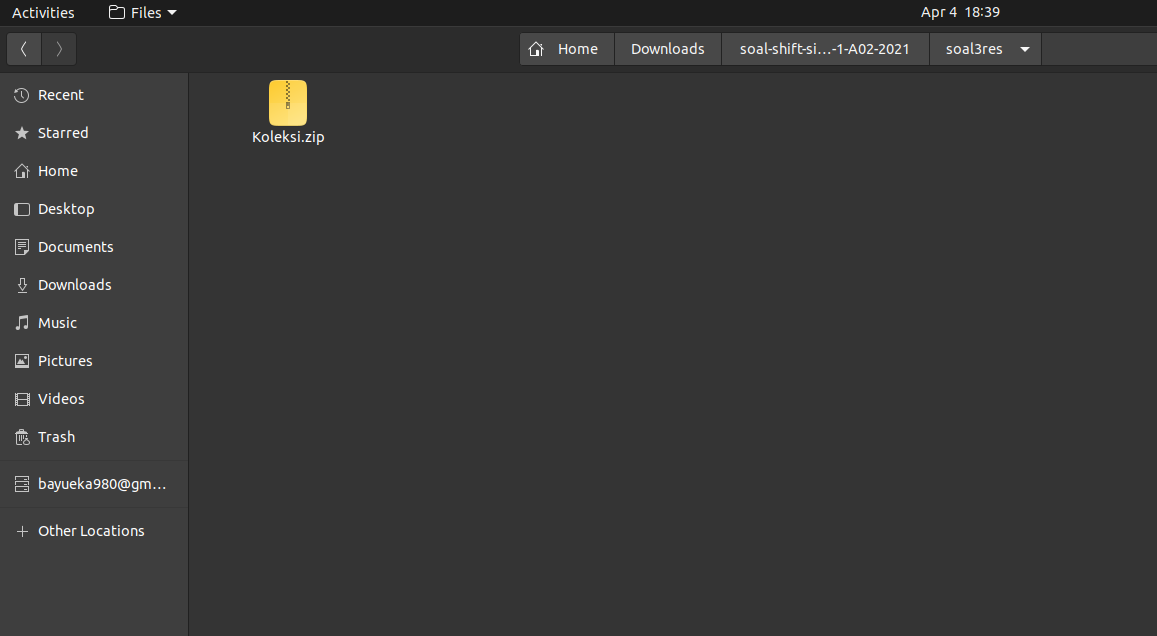 Activities Files Apr 4 18:39
Home Downloads soal-shift-si...-1-A02-2021 soal3res
Recent
Starred
Home
Desktop
Documents
Downloads
Music
Pictures
Videos
Trash
bayueka980@gm...
Other Locations
Koleksi.zip